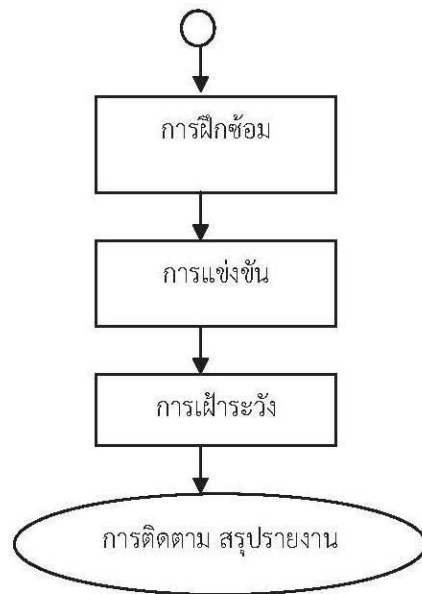 การฝึกซ้อม
การแข่งขัน
การเฝ้าระวัง
การติดตาม สรุปรายงาน